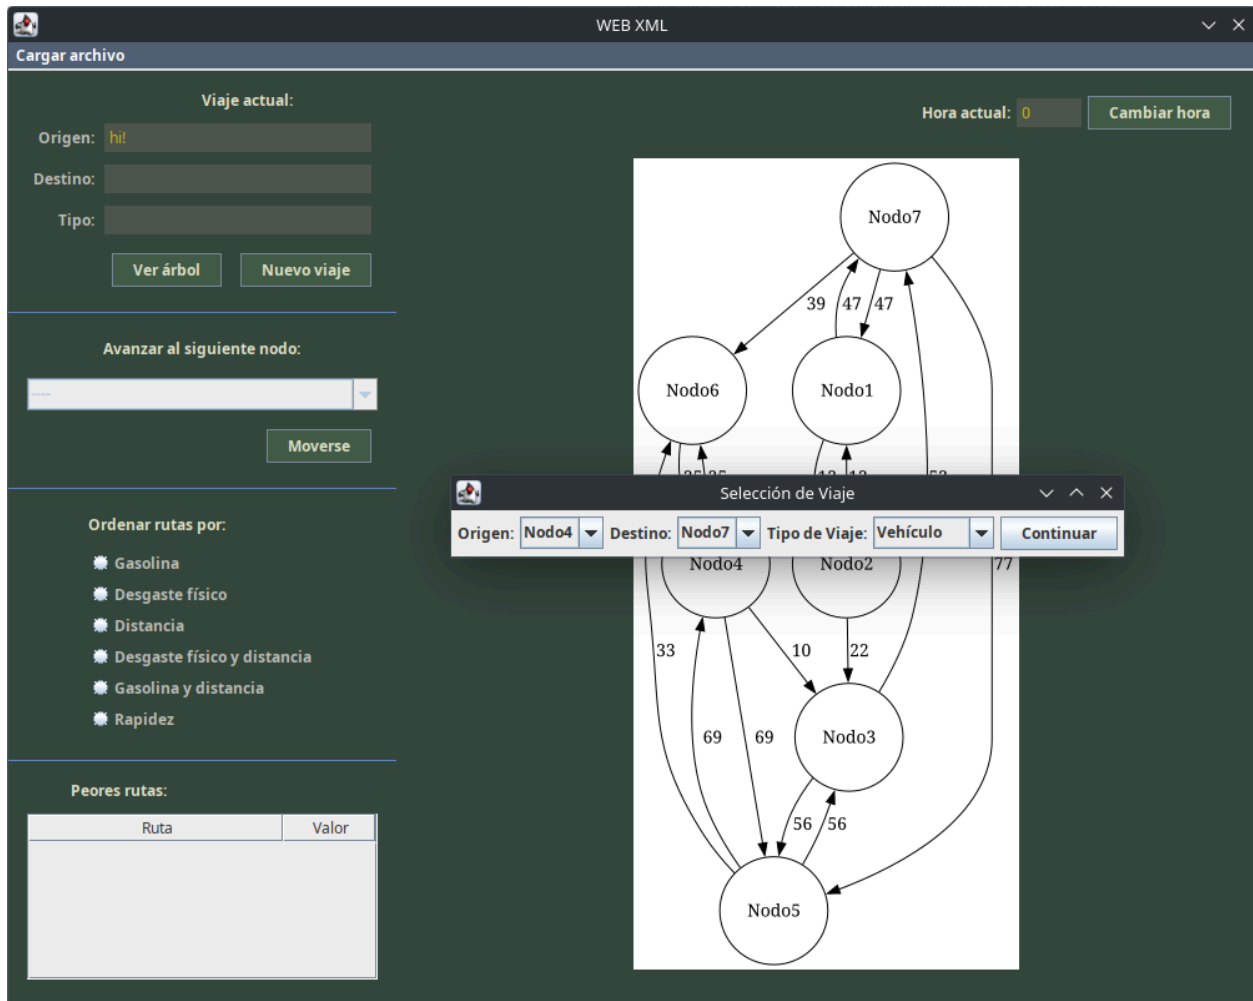 WEB XML
Cargar archivo
Viaje actual:
Origen: hi!
Destino:
Tipo:
Ver árbol
Nuevo viaje
Avanzar al siguiente nodo:
----
Moverse
Ordenar rutas por:
Gasolina
Desgaste físico
Distancia
Desgaste físico y distancia
Gasolina y distancia
Rapidez
Peores rutas:
Ruta Valor
Hora actual: 0 Cambiar hora
Nodo7
39 47 47
Nodo6 Nodo1
Selección de Viaje
Origen: Nodo4 Destino: Nodo7 Tipo de Viaje: Vehículo Continuar
Nodo4 Nodo2 77
33 10 22
69 69 Nodo3
56 56
Nodo5